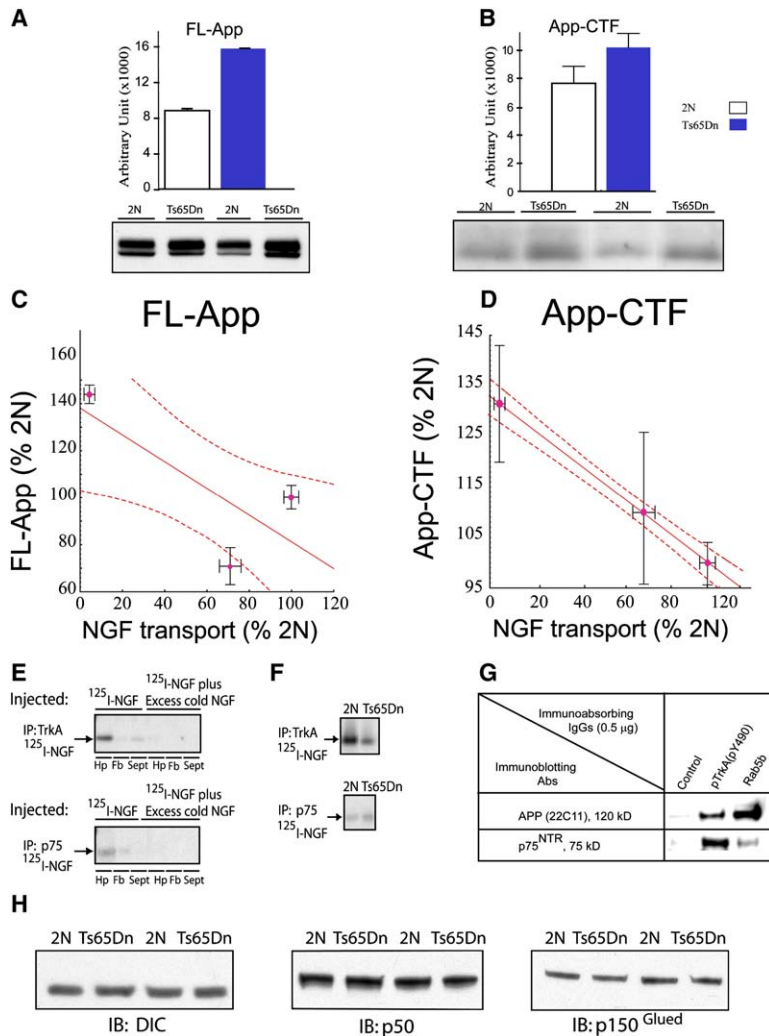 A
FL-App
Arbitrary Unit (x1000)
16
12
8
4
0
2N
Ts65Dn
2N
Ts65Dn
B
App-CTF
Arbitrary Unit (x1000)
10
8
6
4
2
0
2N
Ts65Dn
2N
Ts65Dn
2N
Ts65Dn
C
FL-App
FL-App (% 2N)
160
140
120
100
80
60
0 20 40 60 80 100 120
NGF transport (% 2N)
D
App-CTF
App-CTF (% 2N)
145
135
125
115
105
95
0 20 40 60 80 100 120
NGF transport (% 2N)
E
Injected:
125I-NGF
125I-NGF plus
Excess cold NGF
IP:TrkA
125I-NGF
Hp Fb Sept Hp Fb Sept
Injected:
125I-NGF
125I-NGF plus
Excess cold NGF
IP: p75
125I-NGF
Hp Fb Sept Hp Fb Sept
F
2N Ts65Dn
IP:TrkA
125I-NGF
2N Ts65Dn
IP: p75
125I-NGF
G
Immunoabsorbing
IgGs (0.5 μg)
Immunoblotting
Abs
Control
pTrkA(pY490)
Rab5b
APP (22C11), 120 kD
p75NTR, 75 kD
H
2N Ts65Dn 2N Ts65Dn
IB: DIC
2N Ts65Dn 2N Ts65Dn
IB: p50
2N Ts65Dn 2N Ts65Dn
IB: p150Glued